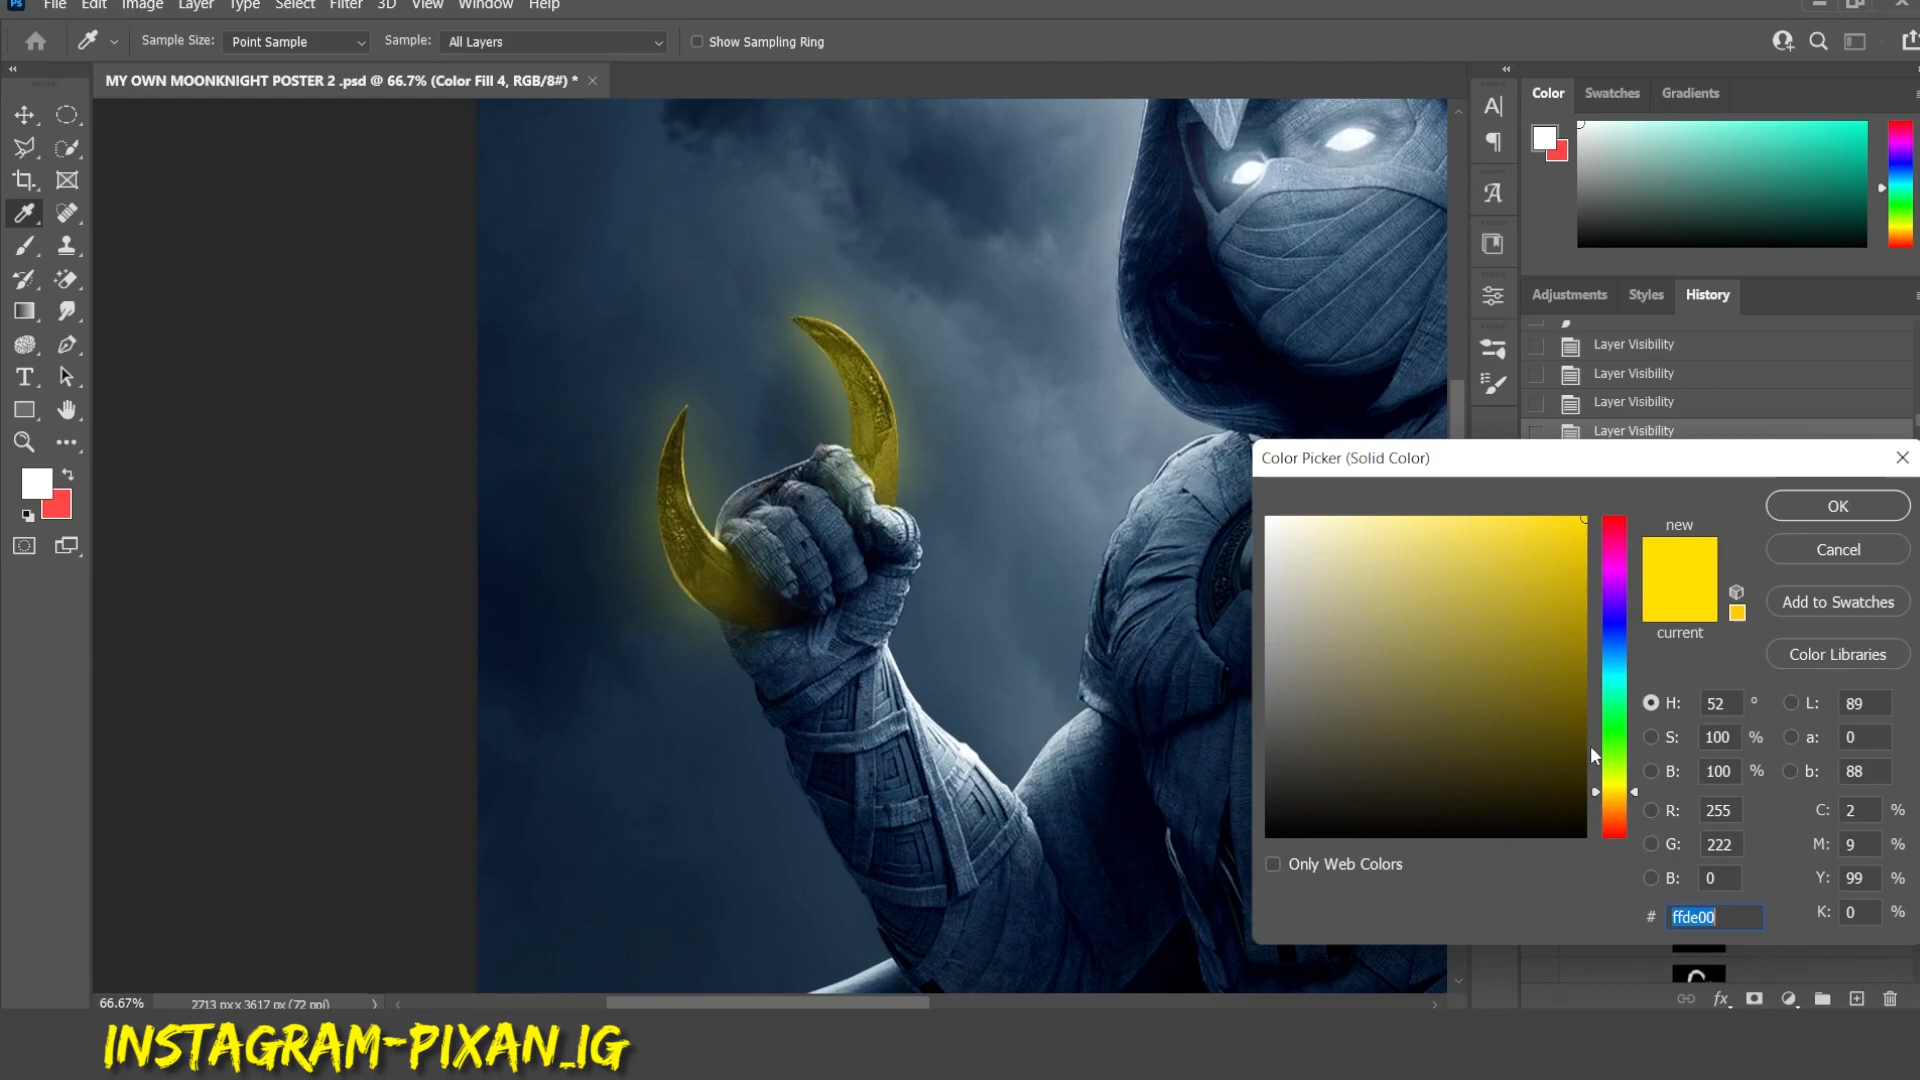 Ps File Edit Image Layer Type Select Filter 3D View Window Help
Sample Size: Point Sample Sample: All Layers Show Sampling Ring
MY OWN MOONKNIGHT POSTER 2 .psd @ 66.7% (Color Fill 4, RGB/8#) *
Color Swatches Gradients
Adjustments Styles History
Layer Visibility
Layer Visibility
Layer Visibility
Layer Visibility
Color Picker (Solid Color)
OK
new
Cancel
Add to Swatches
current
Color Libraries
H: 52 ° L: 89
S: 100 % a: 0
B: 100 % b: 88
R: 255 C: 2 %
G: 222 M: 9 %
Only Web Colors
B: 0 Y: 99 %
# ffde00 K: 0 %
66.67% 2713 px x 3617 px (72 ppi)
fx
INSTAGRAM-PIXAN_IG